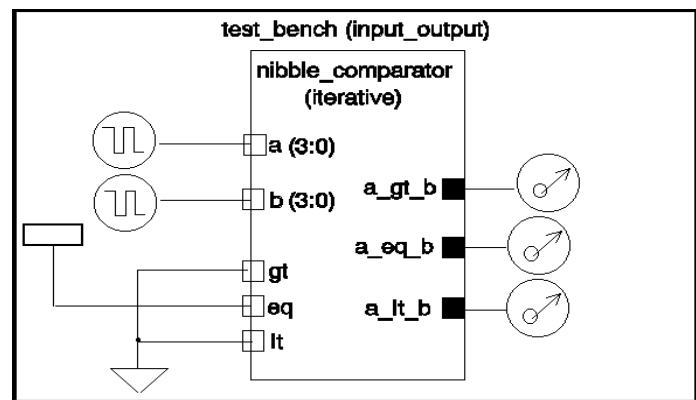 test_bench (input_output)
nibble_comparator
(iterative)
a (3:0)
b (3:0)
gt
eq
lt
a_gt_b
a_eq_b
a_lt_b